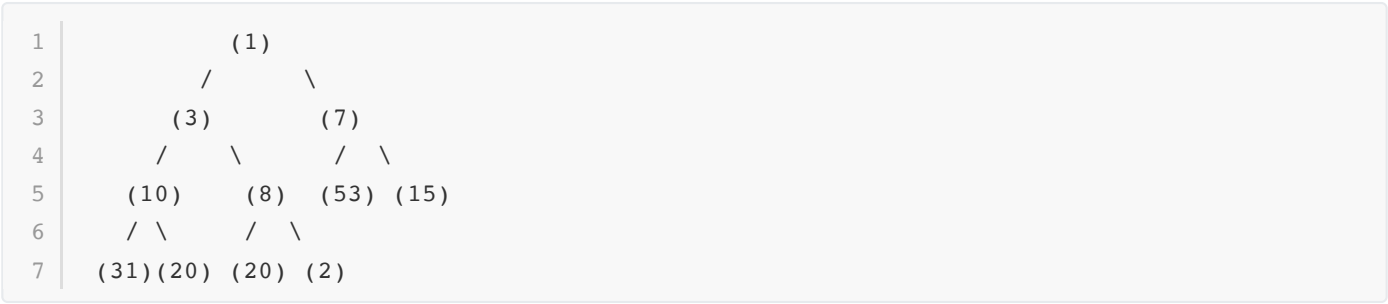 1           (1)
2         /      \
3       (3)       (7)
4      /    \      /  \
5    (10)    (8)  (53) (15)
6    / \     /  \
7  (31)(20) (20) (2)